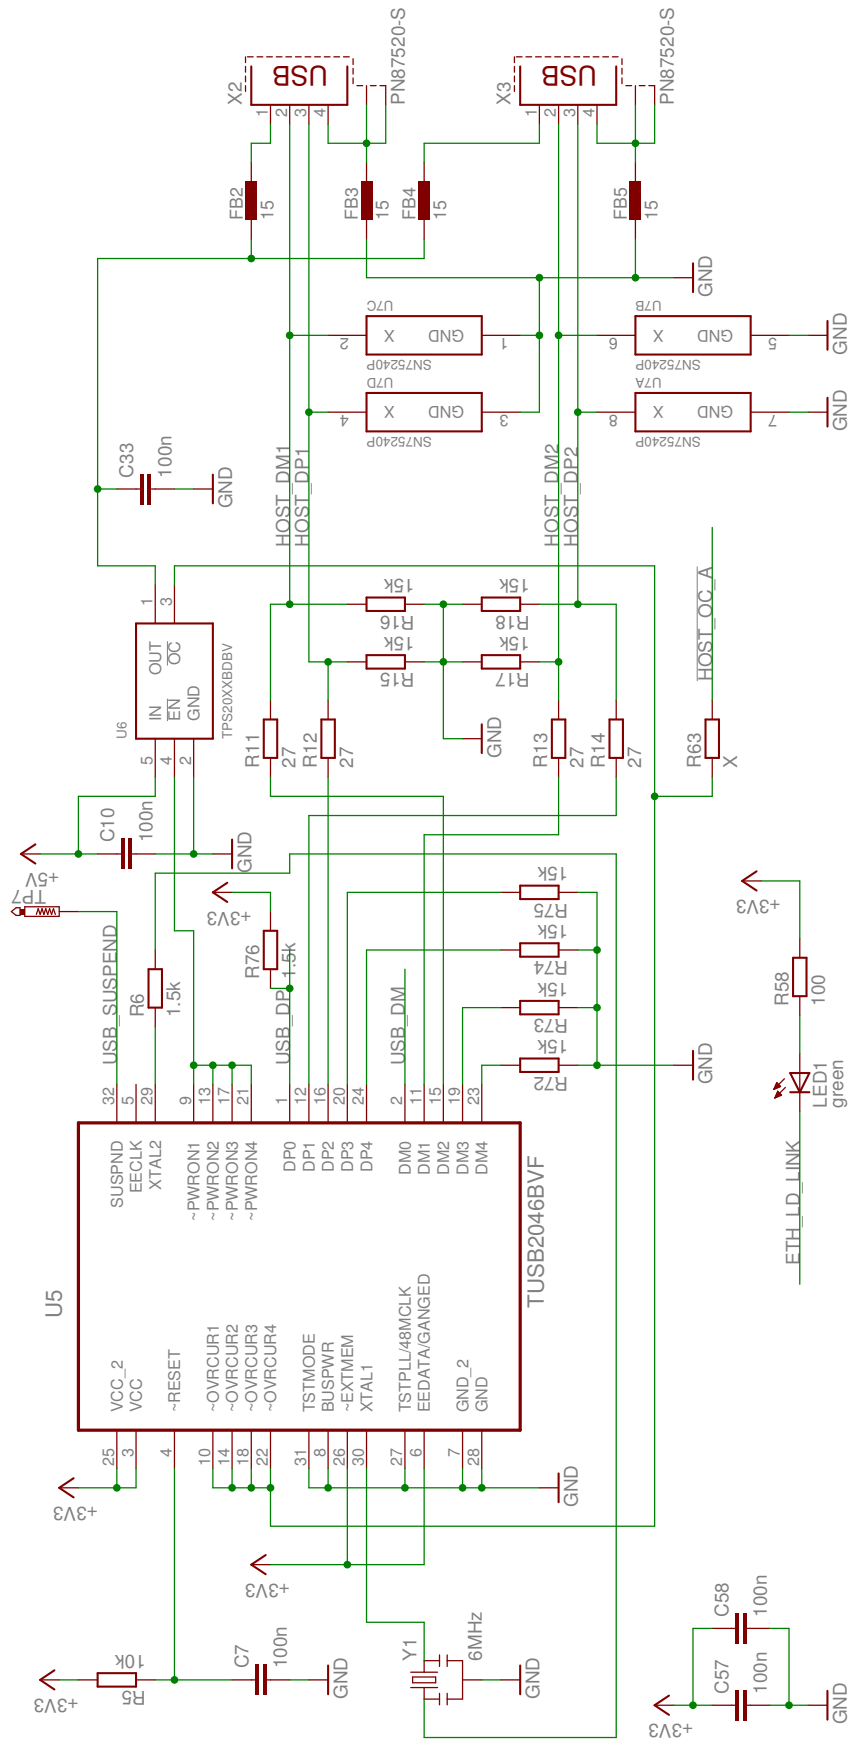 X2
USB
PN87520-S
1
2
3
4
X3
USB
PN87520-S
1
2
3
4
FB2
15
FB3
15
FB4
15
FB5
15
GND
U7C
2
X
GND
1
SN75240P
U7D
4
X
GND
3
SN75240P
U7B
6
X
GND
5
SN75240P
GND
U7A
8
X
GND
7
SN75240P
GND
C33
100n
GND
HOST_DM1
HOST_DP1
HOST_DM2
HOST_DP2
1
3
OUT
OC
IN
EN
GND
U6
TPS20XXBDBV
5
4
2
15k
R16
15k
R18
15k
R15
15k
R17
GND
R11
27
R12
27
R13
27
R14
27
HOST_OC_A
R63
X
+5V
C10
100n
GND
TP7
+3V3
R76
1.5k
R6
1.5k
USB_SUSPEND
USB_DP
USB_DM
15k
R75
15k
R74
15k
R73
15k
R72
GND
+3V3
R58
100
LED1
green
ETH_LD_LINK
32
5
29
9
13
17
21
1
12
16
20
24
2
11
15
19
23
SUSPND
EECLK
XTAL2
~PWRON1
~PWRON2
~PWRON3
~PWRON4
DP0
DP1
DP2
DP3
DP4
DM0
DM1
DM2
DM3
DM4
U5
TUSB2046BVF
VCC_2
VCC
~RESET
~OVRCUR1
~OVRCUR2
~OVRCUR3
~OVRCUR4
TSTMODE
BUSPWR
~EXTMEM
XTAL1
TSTPLL/48MCLK
EEDATA/GANGED
GND_2
GND
25
3
4
10
14
18
22
31
8
26
30
27
6
7
28
+3V3
GND
+3V3
+3V3
10k
R5
C7
100n
GND
Y1
6MHz
GND
+3V3
C58
100n
C57
100n
GND